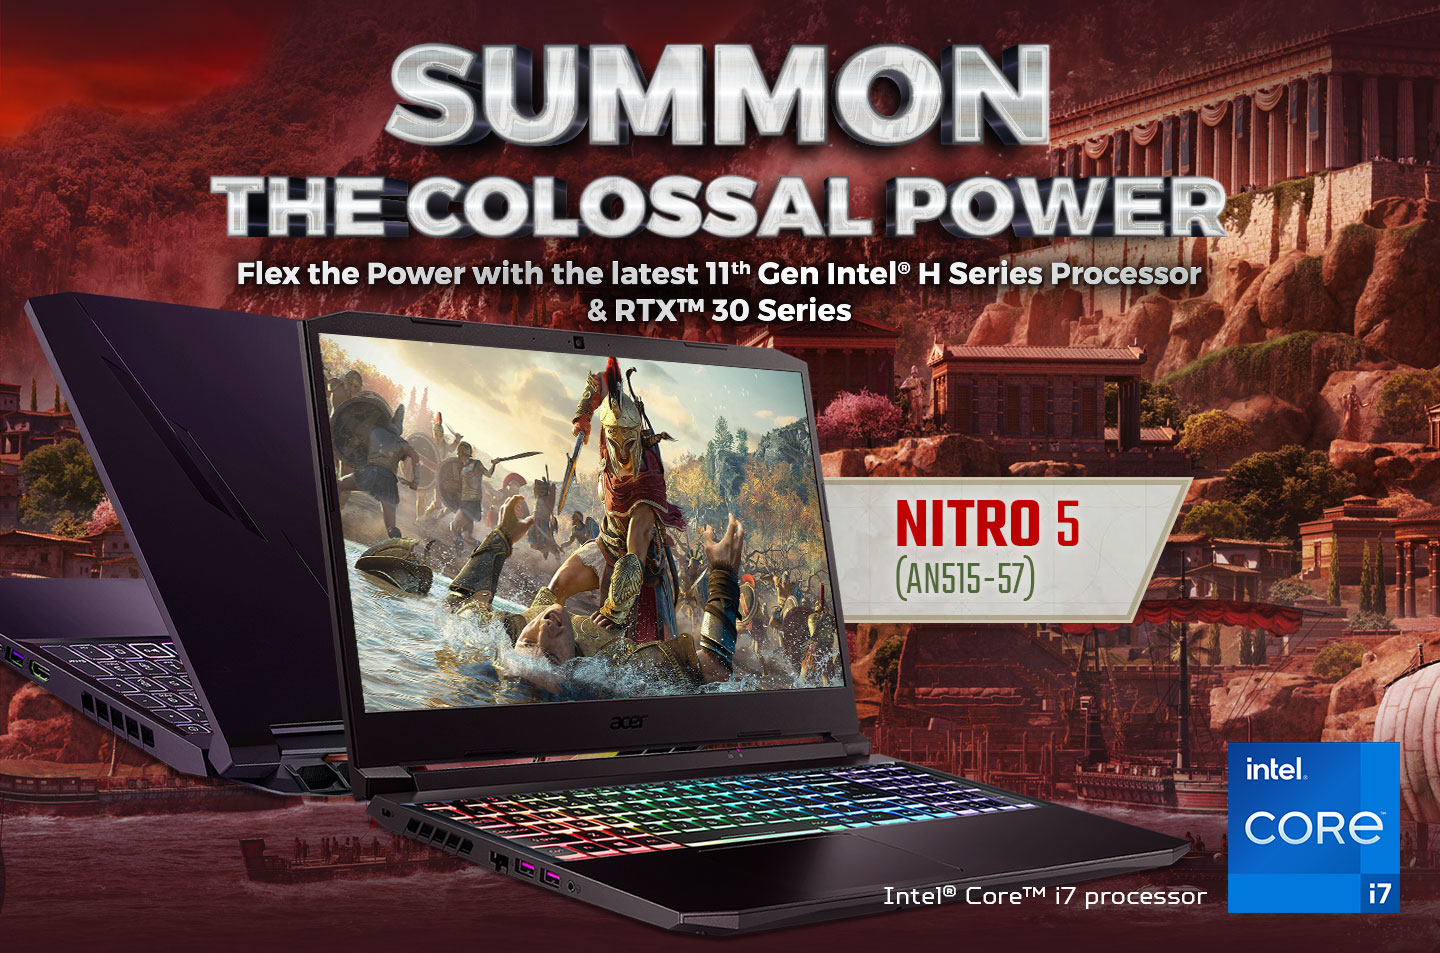 SUMMON
THE COLOSSAL POWER
Flex the Power with the latest 11th Gen Intel® H Series Processor
& RTX™ 30 Series
NITRO 5
(AN515-57)
acer
intel.
CORE™
i7
Intel® Core™ i7 processor